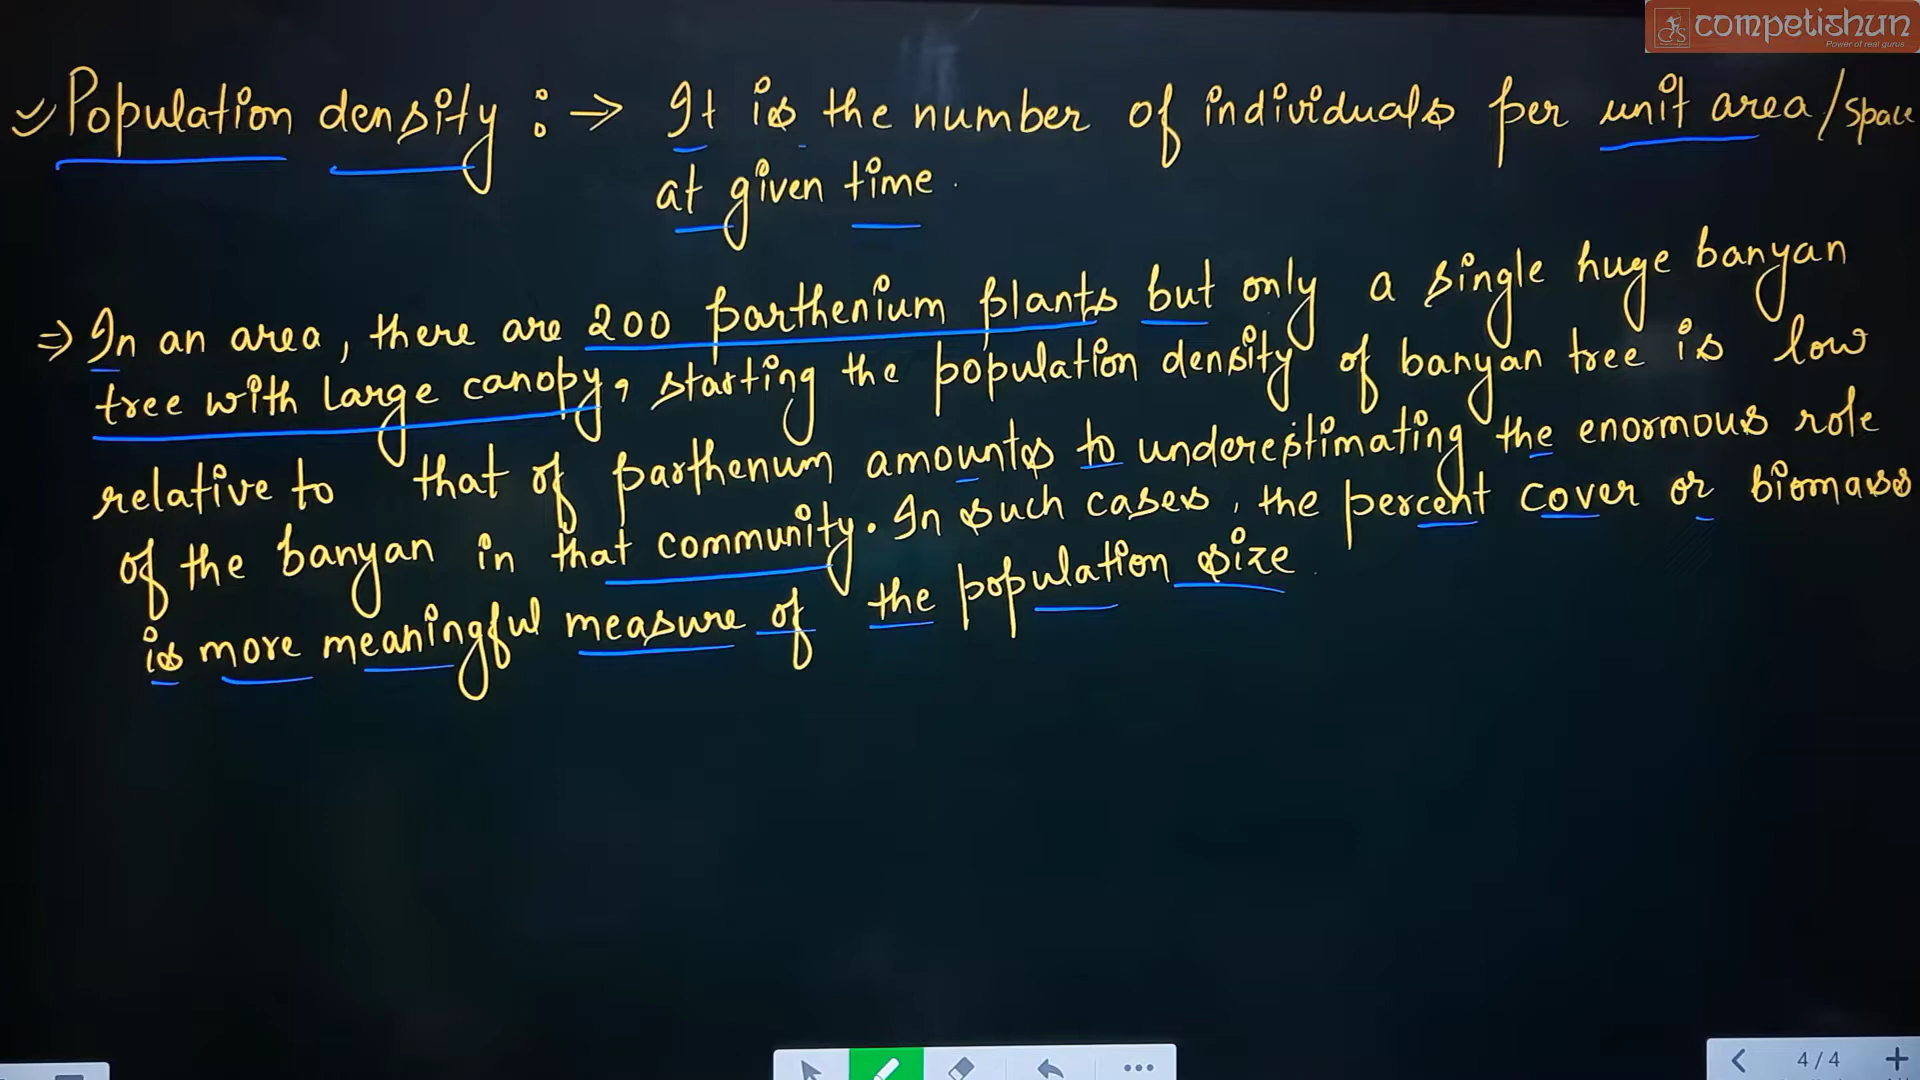 competishun
Power of real gurus
Population density : → It is the number of individuals per unit area/space
at given time.
⇒ In an area, there are 200 parthenium plants but only a single huge banyan
tree with large canopy, starting the population density of banyan tree is low
relative to that of parthenum amounts to underestimating the enormous role
of the banyan in that community. In such cases, the percent cover or biomass
is more meaningful measure of the population size.
4/4